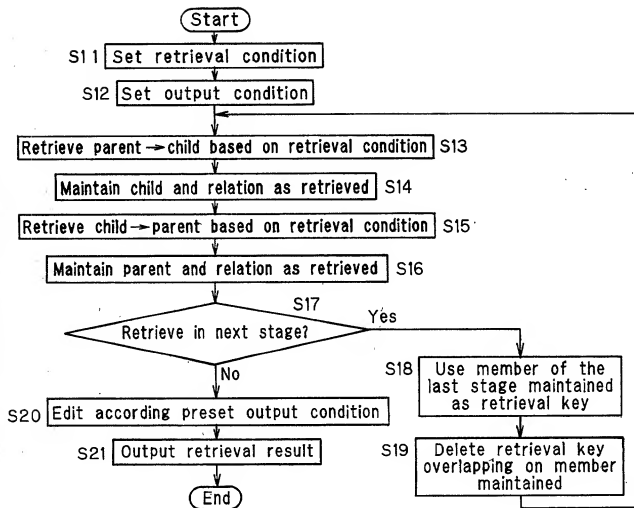 Start
S11 Set retrieval condition
S12 Set output condition
Retrieve parent→child based on retrieval condition S13
Maintain child and relation as retrieved S14
Retrieve child→parent based on retrieval condition S15
Maintain parent and relation as retrieved S16
S17
Retrieve in next stage?
Yes
No
S18
Use member of the
last stage maintained
as retrieval key
S19
Delete retrieval key
overlapping on member
maintained
S20 Edit according preset output condition
S21 Output retrieval result
End